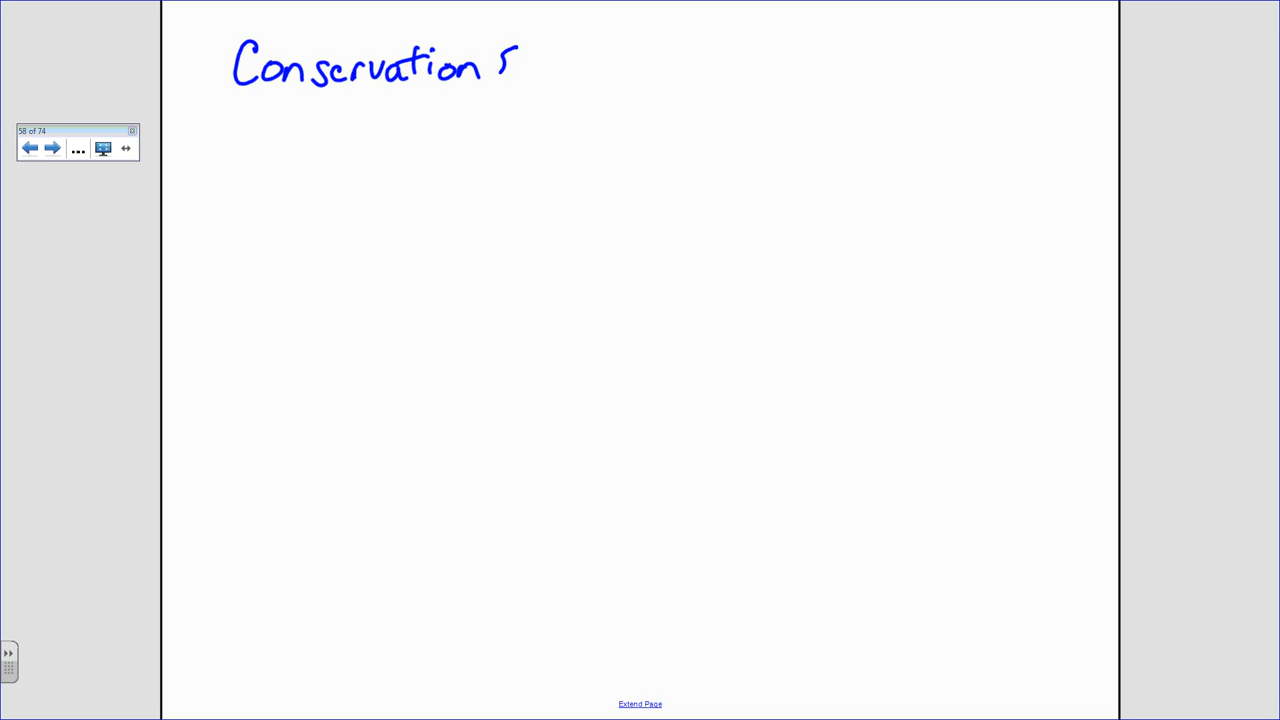 Conservation
58 of 74
...
Extend Page